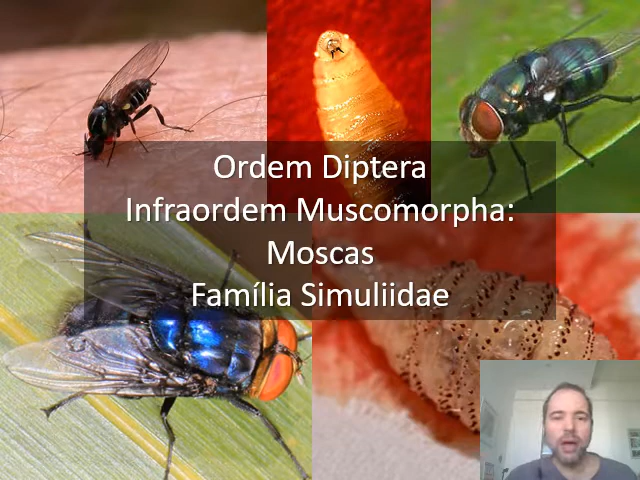 Ordem Diptera
Infraordem Muscomorpha:
Moscas
Família Simuliidae